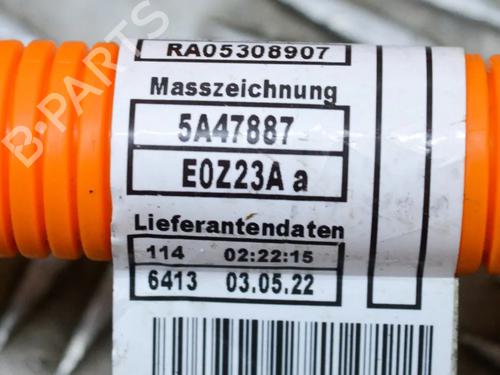 B-PARTS
RA05308907
Masszeichnung
5A47887
E0Z23A a
Lieferantendaten
114 02:22:15
6413 03.05.22